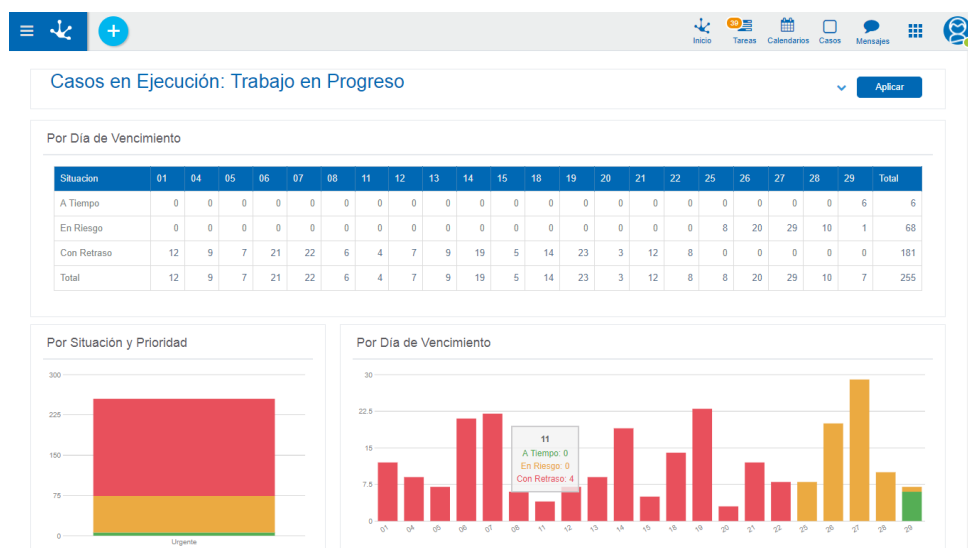 39
Inicio Tareas Calendarios Casos Mensajes
Casos en Ejecución: Trabajo en Progreso
Aplicar
Por Día de Vencimiento
Situacion 01 04 05 06 07 08 11 12 13 14 15 18 19 20 21 22 25 26 27 28 29 Total
A Tiempo 0 0 0 0 0 0 0 0 0 0 0 0 0 0 0 0 0 0 0 0 6 6
En Riesgo 0 0 0 0 0 0 0 0 0 0 0 0 0 0 0 0 8 20 29 10 1 68
Con Retraso 12 9 7 21 22 6 4 7 9 19 5 14 23 3 12 8 0 0 0 0 0 181
Total 12 9 7 21 22 6 4 7 9 19 5 14 23 3 12 8 8 20 29 10 7 255
Por Situación y Prioridad
300
225
150
75
0
Urgente
Por Día de Vencimiento
30
22.5
15
7.5
0
11
A Tiempo: 0
En Riesgo: 0
Con Retraso: 4
01 04 05 06 07 08 11 12 13 14 15 18 19 20 21 22 25 26 27 28 29